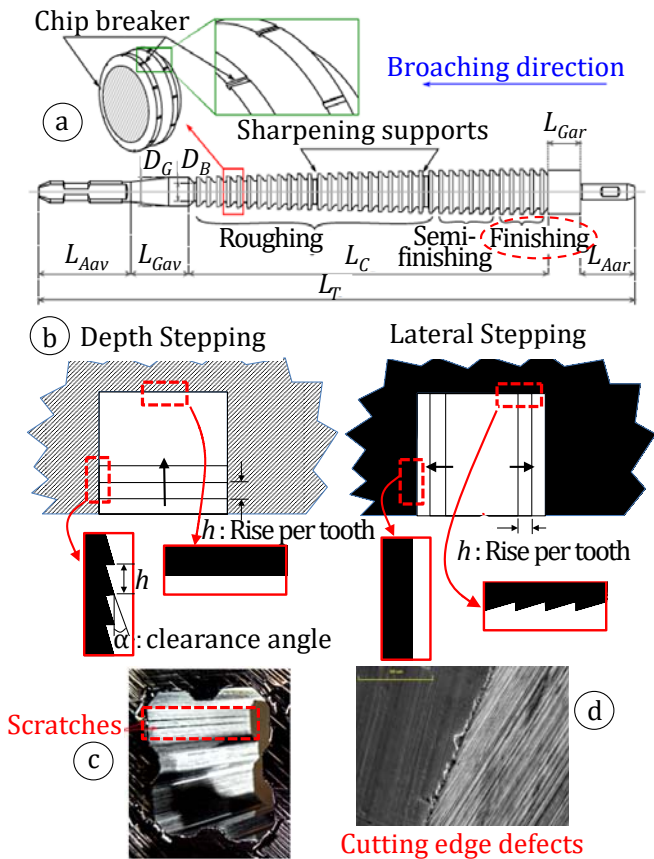 Chip breaker
Broaching direction
a
Sharpening supports
L_Gar
D_G D_B
Roughing
Semi-
finishing
Finishing
L_Aav
L_Gav
L_C
L_Aar
L_T
b
Depth Stepping
Lateral Stepping
h : Rise per tooth
h : Rise per tooth
h
α : clearance angle
Scratches
c
d
Cutting edge defects